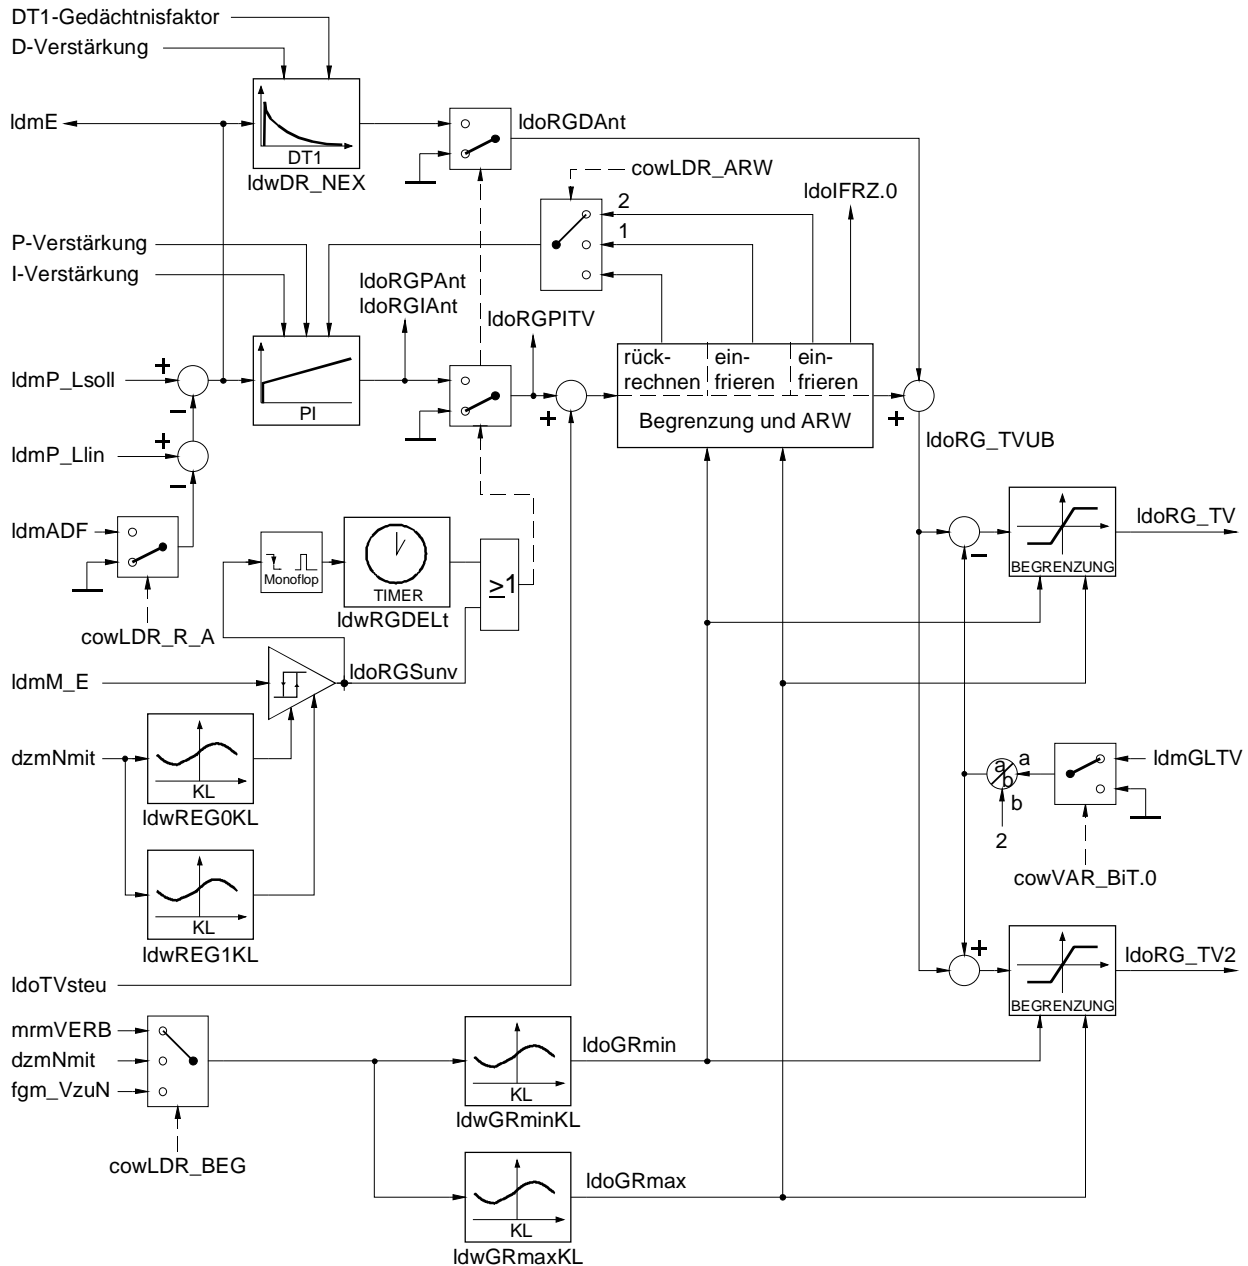 DT1-Gedächtnisfaktor
D-Verstärkung
ldmE
DT1
ldwDR_NEX
ldoRGDAnt
cowLDR_ARW
ldoIFRZ.0
2
1
P-Verstärkung
I-Verstärkung
ldoRGPAnt
ldoRGIAnt
ldoRGPITV
rück-
rechnen
ein-
frieren
ein-
frieren
Begrenzung und ARW
+
ldmP_Lsoll
+
−
PI
+
ldmP_Llin
+
−
ldoRG_TVUB
ldmADF
cowLDR_R_A
Monoflop
TIMER
ldwRGDELt
≥1
−
BEGRENZUNG
ldoRG_TV
ldmM_E
ldoRGSunv
dzmNmit
KL
ldwREG0KL
KL
ldwREG1KL
a
b
a
b
2
ldmGLTV
cowVAR_BiT.0
+
BEGRENZUNG
ldoRG_TV2
ldoTVsteu
mrmVERB
dzmNmit
fgm_VzuN
cowLDR_BEG
KL
ldwGRminKL
ldoGRmin
KL
ldwGRmaxKL
ldoGRmax